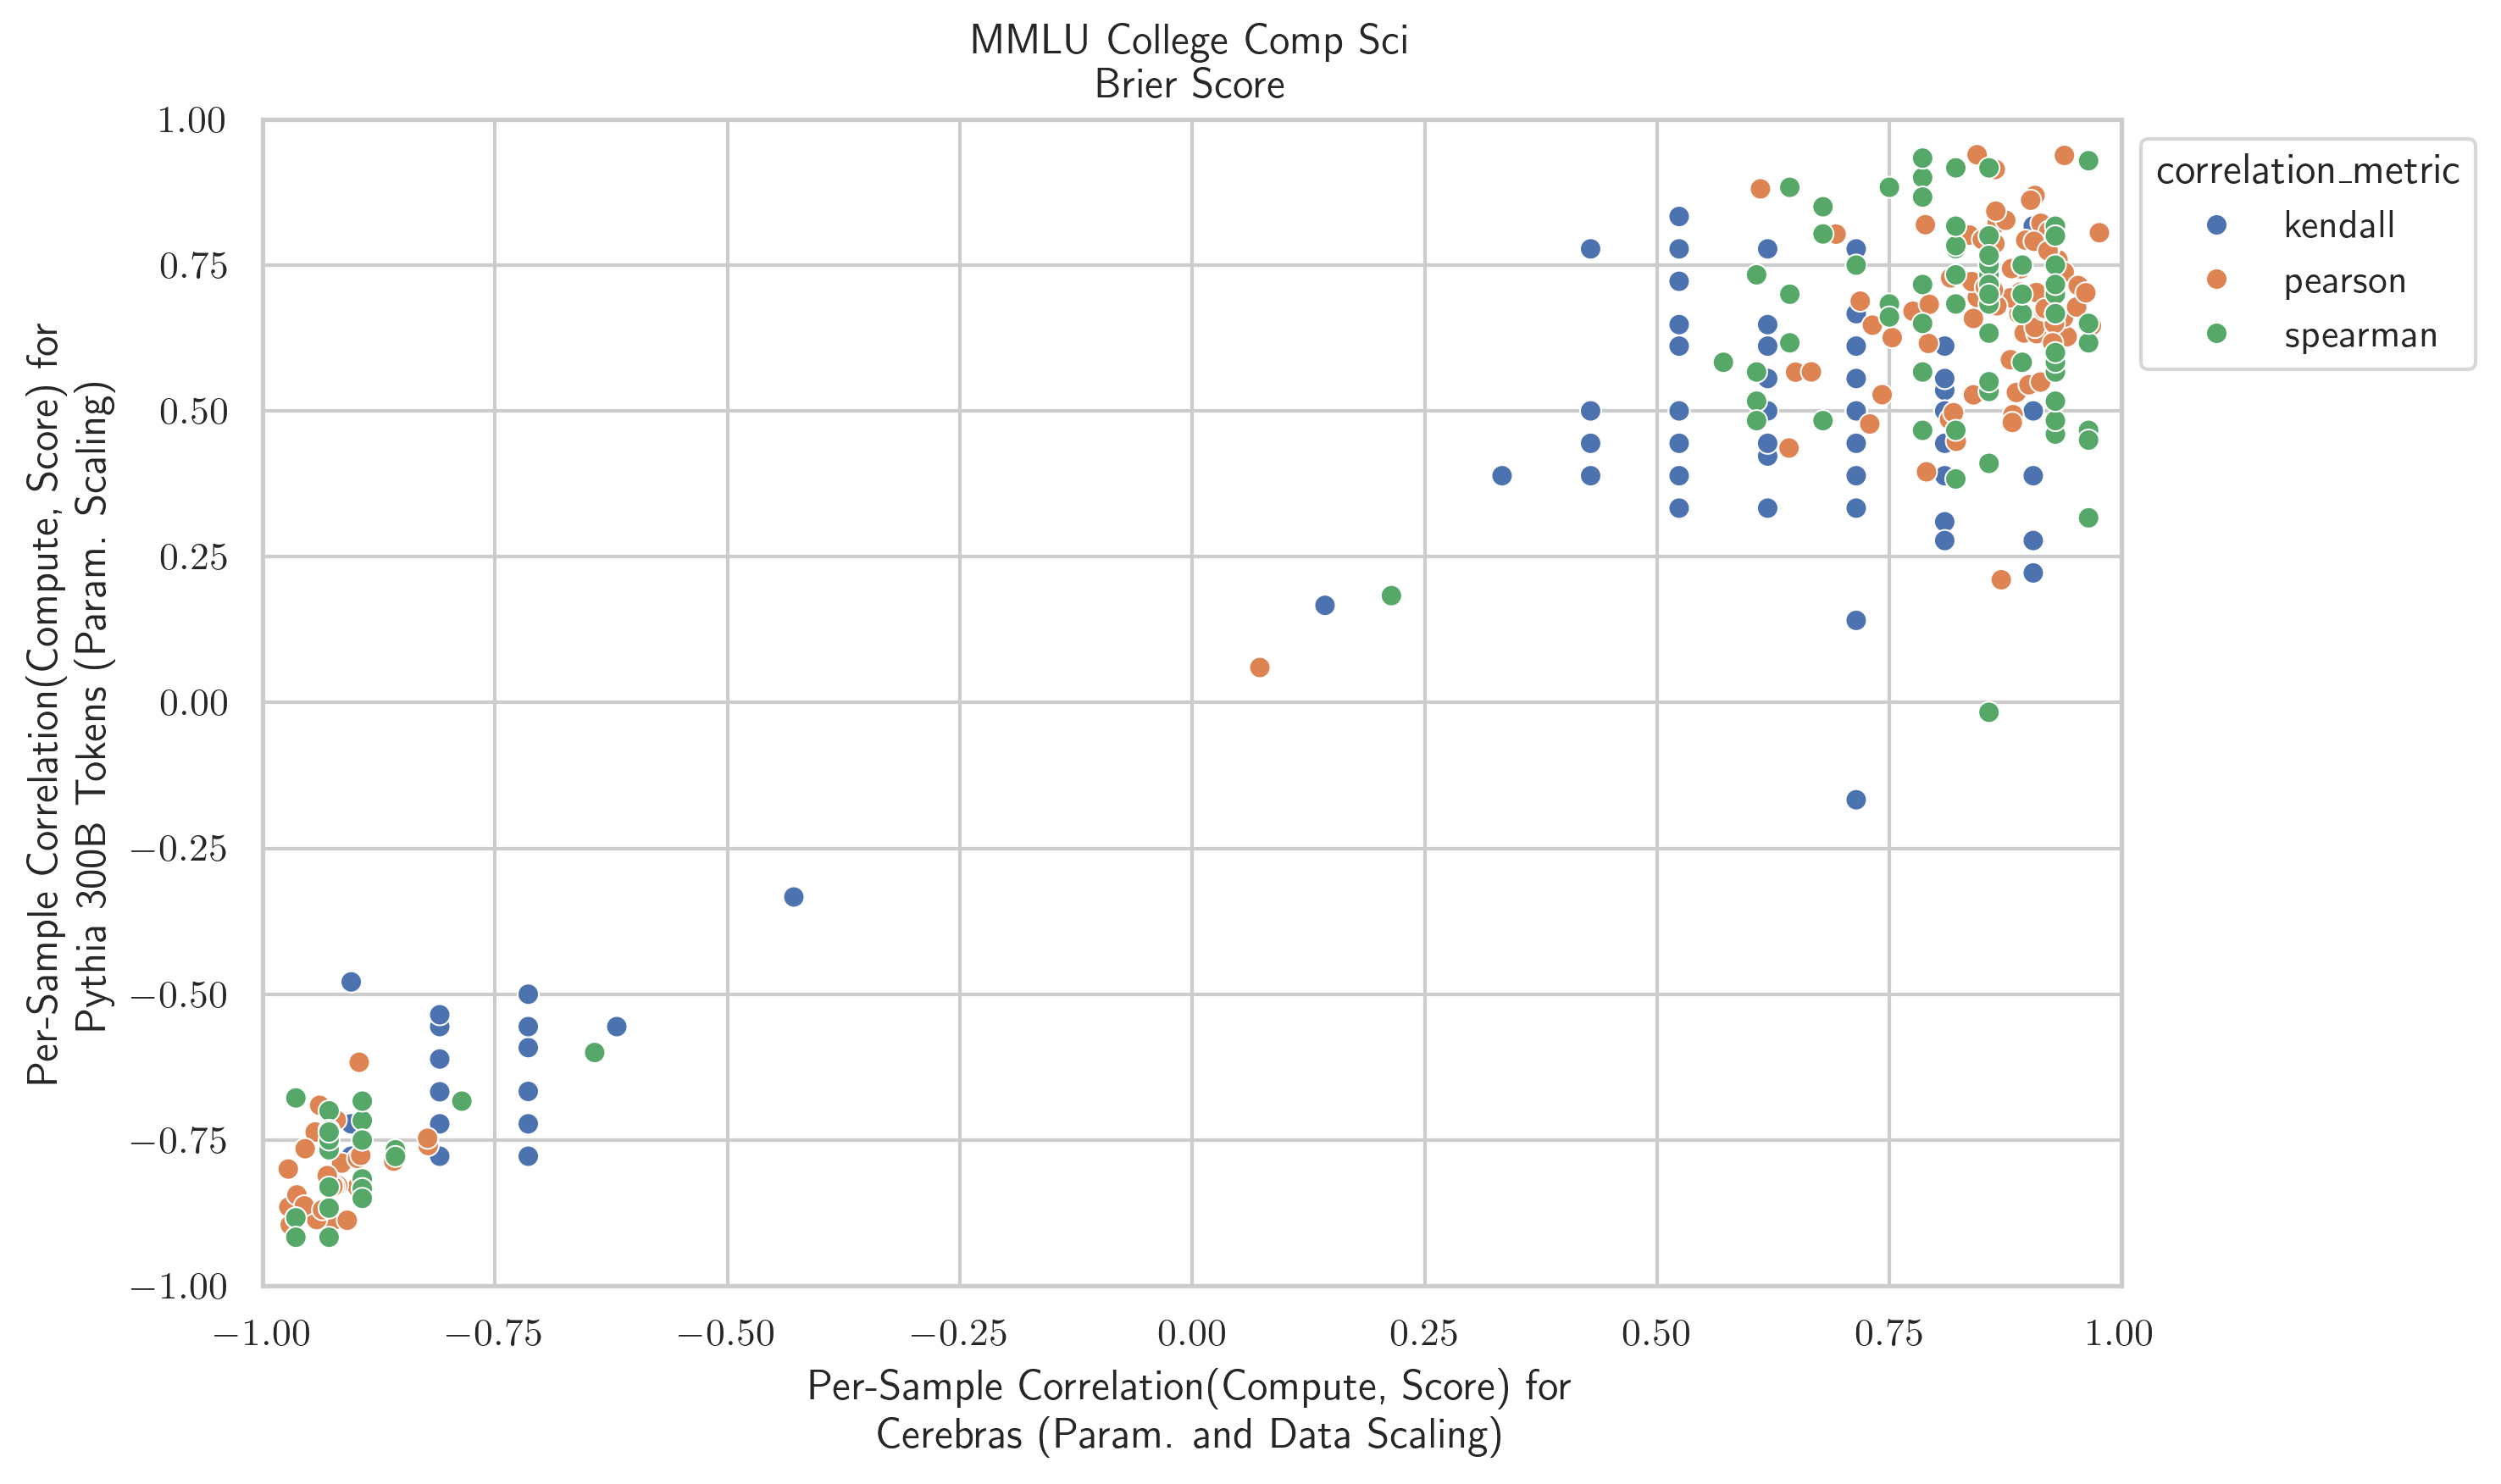 MMLU College Comp Sci
Brier Score
Per-Sample Correlation(Compute, Score) for
Pythia 300B Tokens (Param. Scaling)
1.00
0.75
0.50
0.25
0.00
−0.25
−0.50
−0.75
−1.00
correlation_metric
kendall
pearson
spearman
−1.00 −0.75 −0.50 −0.25 0.00 0.25 0.50 0.75 1.00
Per-Sample Correlation(Compute, Score) for
Cerebras (Param. and Data Scaling)